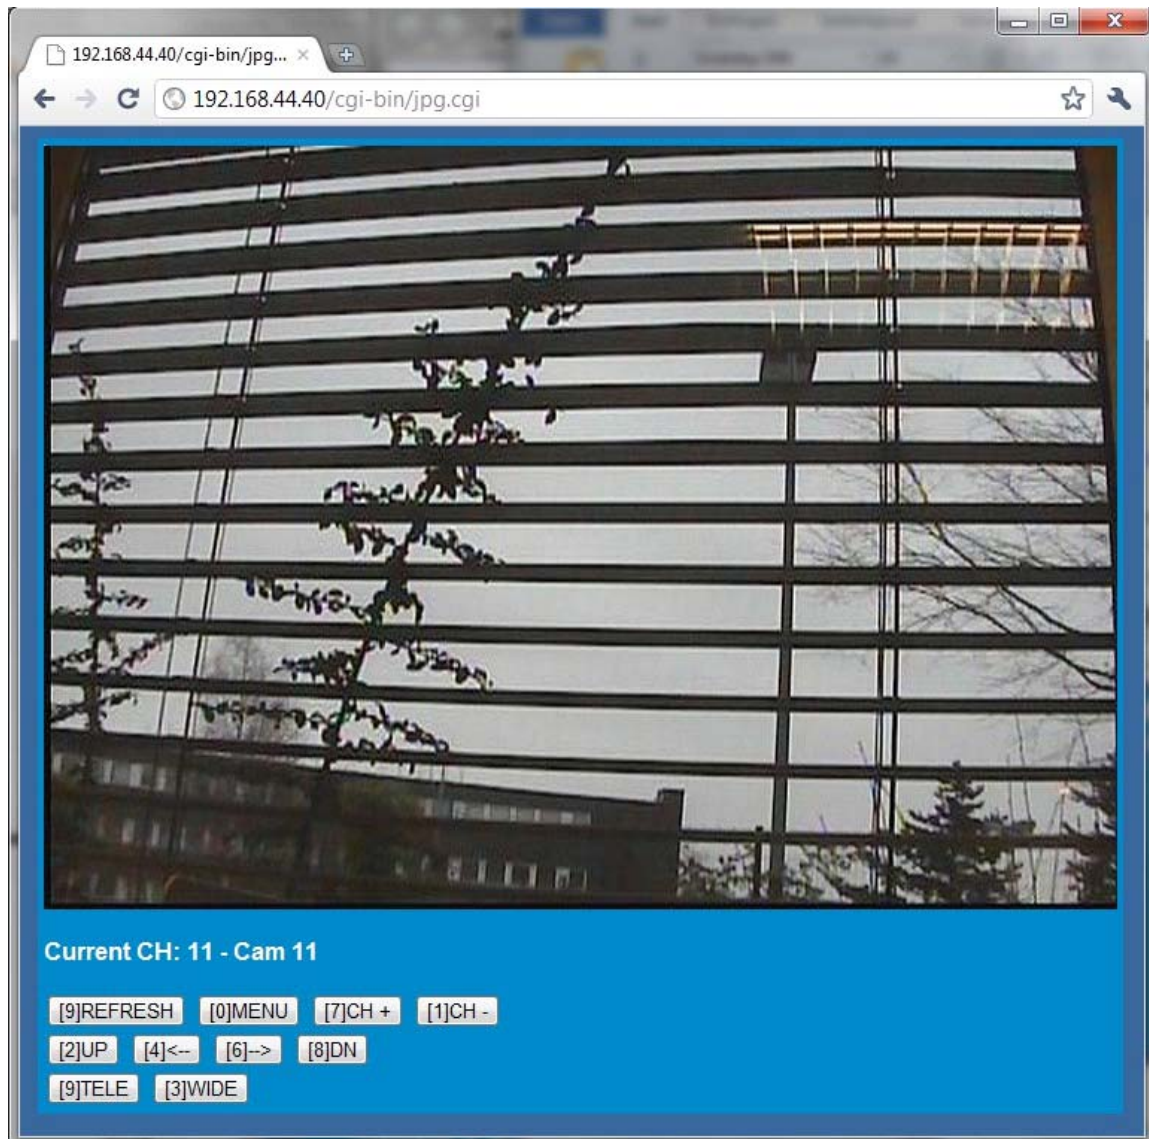 192.168.44.40/cgi-bin/jpg...
192.168.44.40/cgi-bin/jpg.cgi
Current CH: 11 - Cam 11
[9]REFRESH [0]MENU [7]CH + [1]CH -
[2]UP [4]<-- [6]--> [8]DN
[9]TELE [3]WIDE